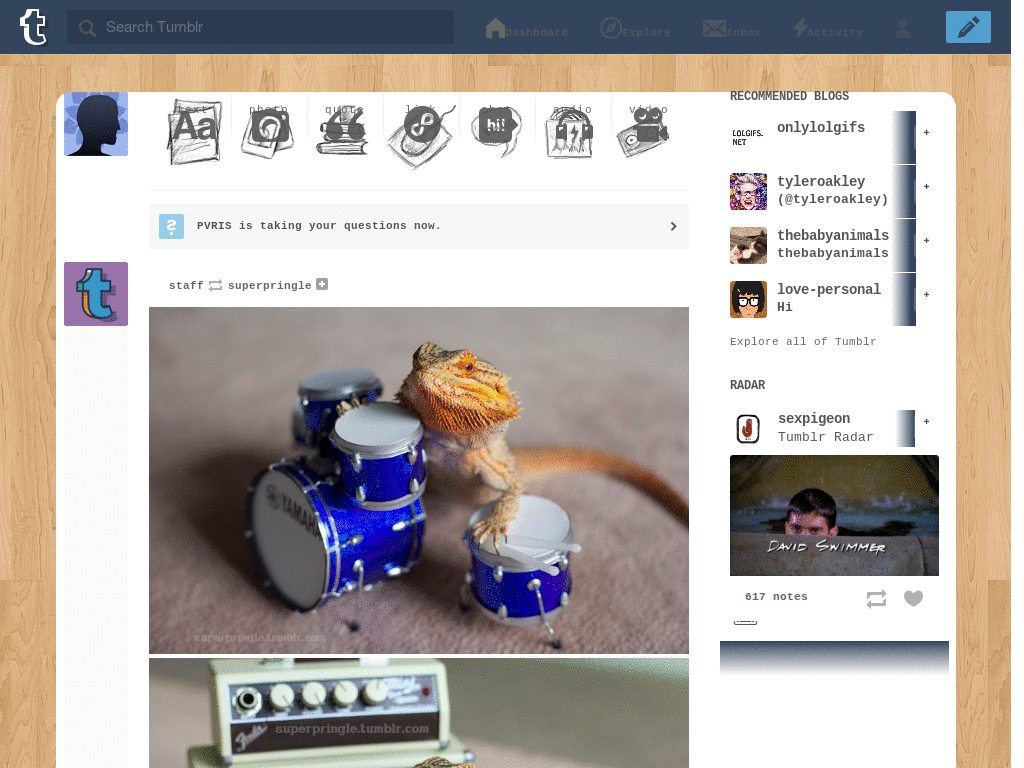 t
Search Tumblr
Dashboard
Explore
Inbox
Activity
text
photo
quote
link
chat
audio
video
Aa
hi!
PVRIS is taking your questions now.
staff superpringle
YAMAHA
superpringle.tumblr.com
Fender
superpringle.tumblr.com
RECOMMENDED BLOGS
LOLGIFS.
NET
onlylolgifs
+
tyleroakley
(@tyleroakley)
+
thebabyanimals
thebabyanimals
+
love-personal
Hi
+
Explore all of Tumblr
RADAR
sexpigeon
Tumblr Radar
+
DAVID SWIMMER
617 notes